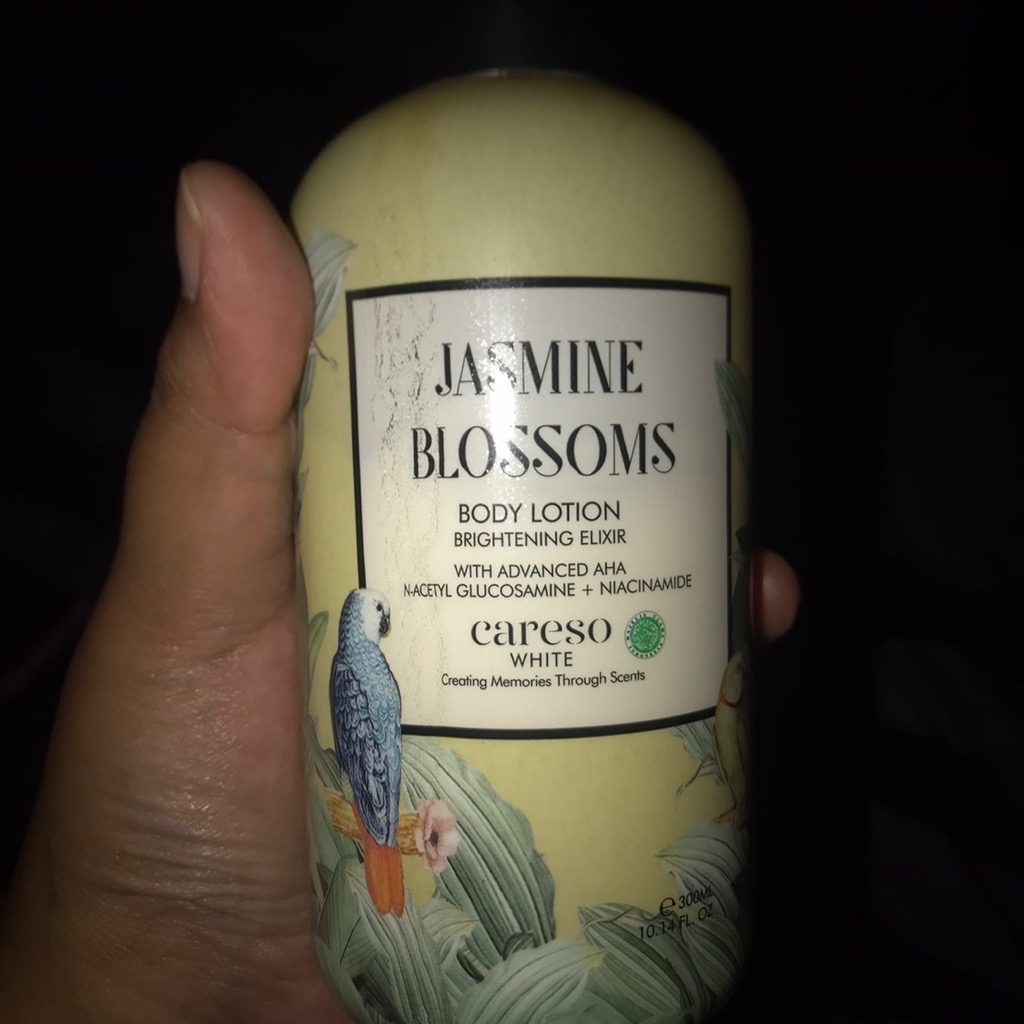 JASMINE
BLOSSOMS
BODY LOTION
BRIGHTENING ELIXIR
WITH ADVANCED AHA
N-ACETYL GLUCOSAMINE + NIACINAMIDE
careso
WHITE
Creating Memories Through Scents
e 300ML
10.14 FL. OZ